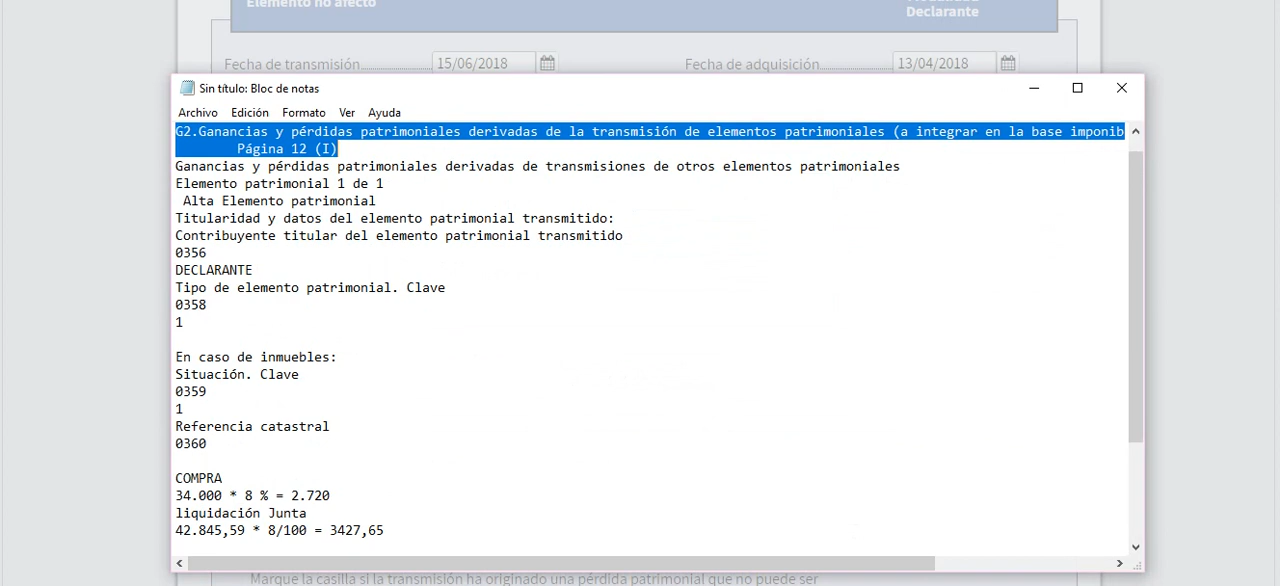 Elemento no afecto
Declarante
Fecha de transmisión 15/06/2018 Fecha de adquisición 13/04/2018
Sin título: Bloc de notas
Archivo Edición Formato Ver Ayuda
G2.Ganancias y pérdidas patrimoniales derivadas de la transmisión de elementos patrimoniales (a integrar en la base imponib
Página 12 (I)
Ganancias y pérdidas patrimoniales derivadas de transmisiones de otros elementos patrimoniales
Elemento patrimonial 1 de 1
Alta Elemento patrimonial
Titularidad y datos del elemento patrimonial transmitido:
Contribuyente titular del elemento patrimonial transmitido
0356
DECLARANTE
Tipo de elemento patrimonial. Clave
0358
1
En caso de inmuebles:
Situación. Clave
0359
1
Referencia catastral
0360
COMPRA
34.000 * 8 % = 2.720
liquidación Junta
42.845,59 * 8/100 = 3427,65
Marque la casilla si la transmisión ha originado una pérdida patrimonial que no puede ser